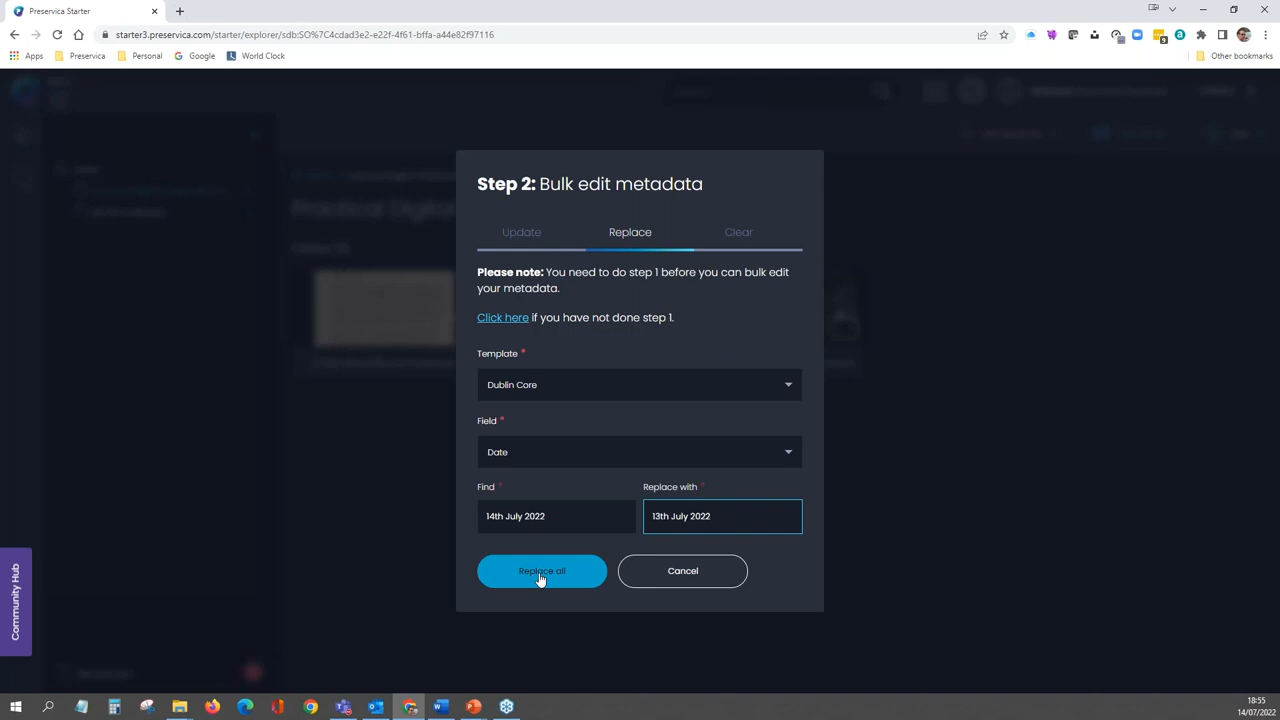 Preservica Starter
starter3.preservica.com/starter/explorer/sdb:SO%7C4cdad3e2-e22f-4f61-bffa-a44e82f97116
Apps Preservica Personal Google World Clock Other bookmarks
Step 2: Bulk edit metadata
Update Replace Clear
Please note: You need to do step 1 before you can bulk edit
your metadata.
Click here if you have not done step 1.
Template *
Dublin Core
Field *
Date
Find * Replace with *
14th July 2022 13th July 2022
Replace all Cancel
Community Hub
18:55
14/07/2022